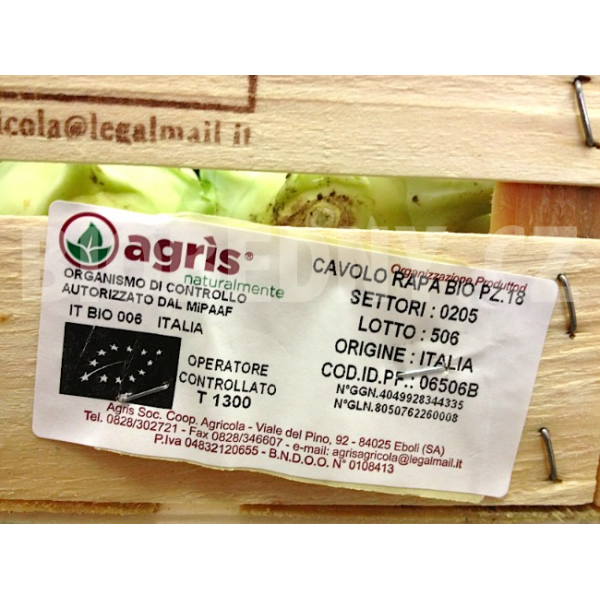 icola@legalmail.it
agrìs®
naturalmente
Organizzazione Produttori
ORGANISMO DI CONTROLLO
AUTORIZZATO DAL MiPAAF
IT BIO 006 ITALIA
OPERATORE
CONTROLLATO
T 1300
CAVOLO RAPA BIO PZ.18
SETTORI : 0205
LOTTO : 506
ORIGINE : ITALIA
COD.ID.PF.: 06506B
N°GGN.4049928344335
N°GLN.8050762260008
Agris Soc. Coop. Agricola - Viale del Pino, 92 - 84025 Eboli (SA)
Tel. 0828/302721 - Fax 0828/346607 - e-mail: agrisagricola@legalmail.it
P.Iva 04832120655 - B.N.D.O.O. N° 0108413